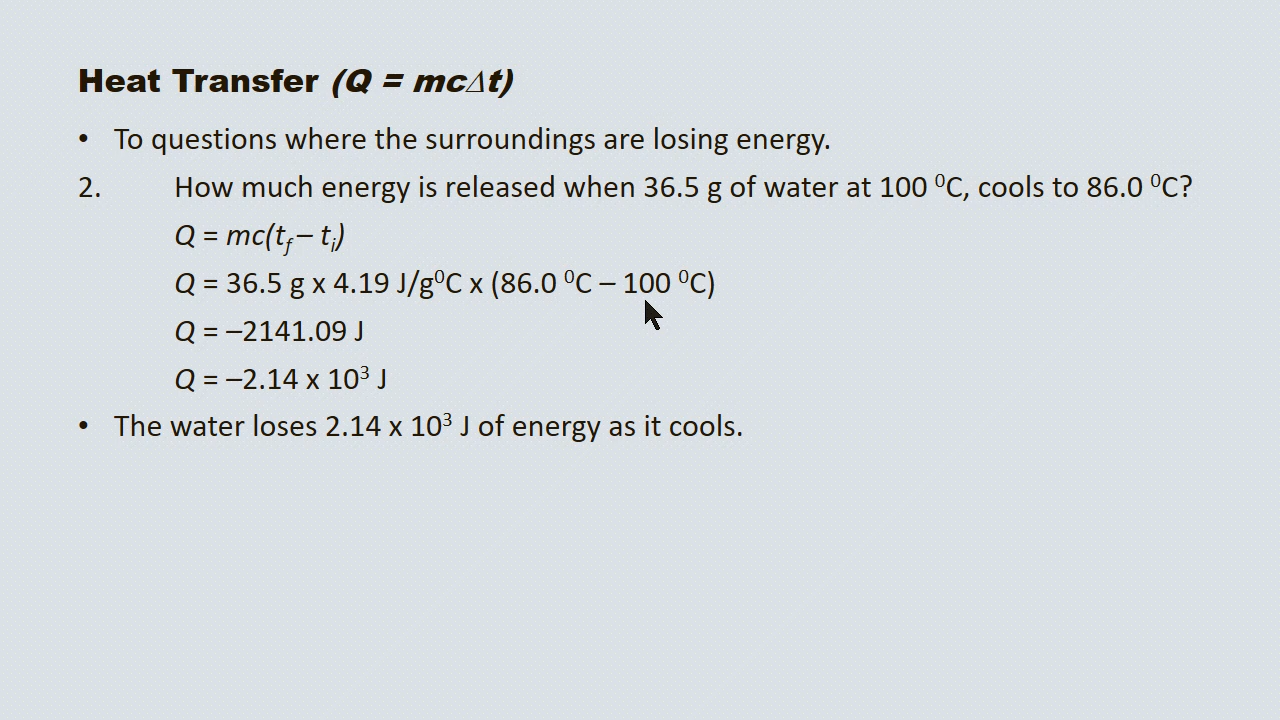 Heat Transfer (Q = mcΔt)
• To questions where the surroundings are losing energy.
2. How much energy is released when 36.5 g of water at 100 ⁰C, cools to 86.0 ⁰C?
Q = mc(t_f – t_i)
Q = 36.5 g x 4.19 J/g⁰C x (86.0 ⁰C – 100 ⁰C)
Q = –2141.09 J
Q = –2.14 x 10³ J
• The water loses 2.14 x 10³ J of energy as it cools.